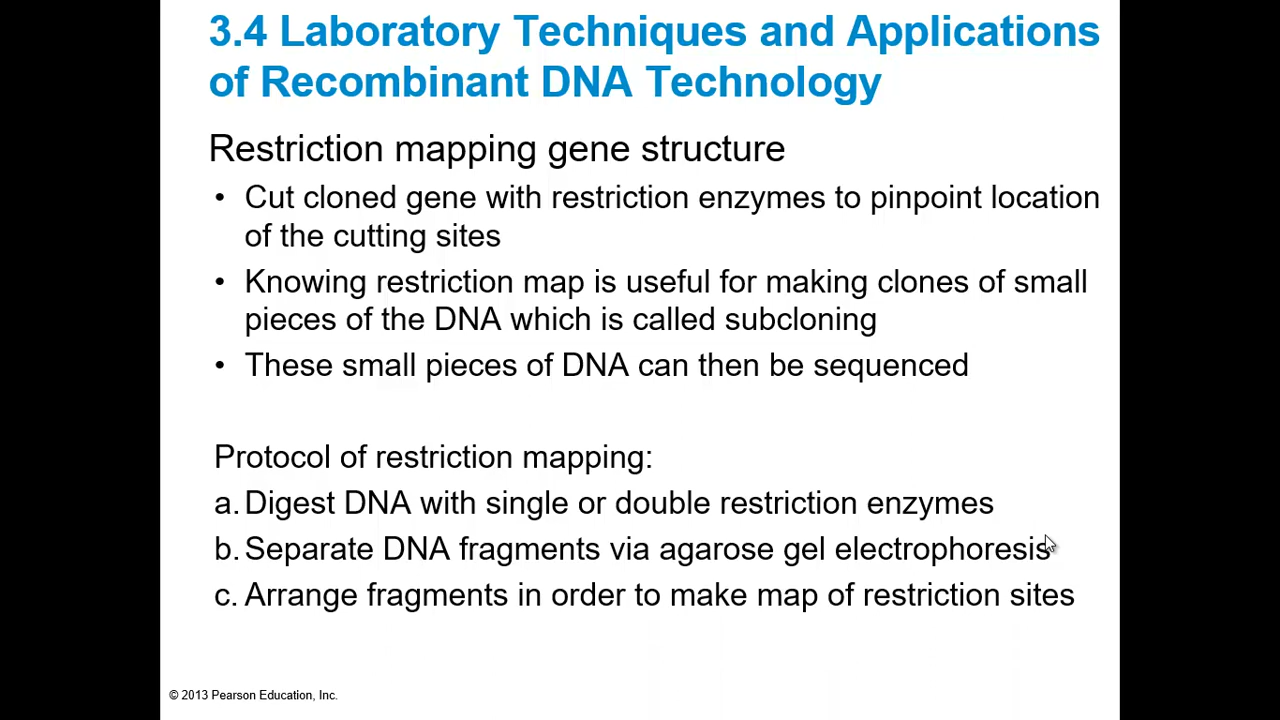 3.4 Laboratory Techniques and Applications
of Recombinant DNA Technology
Restriction mapping gene structure
• Cut cloned gene with restriction enzymes to pinpoint location
of the cutting sites
• Knowing restriction map is useful for making clones of small
pieces of the DNA which is called subcloning
• These small pieces of DNA can then be sequenced
Protocol of restriction mapping:
a. Digest DNA with single or double restriction enzymes
b. Separate DNA fragments via agarose gel electrophoresis
c. Arrange fragments in order to make map of restriction sites
© 2013 Pearson Education, Inc.